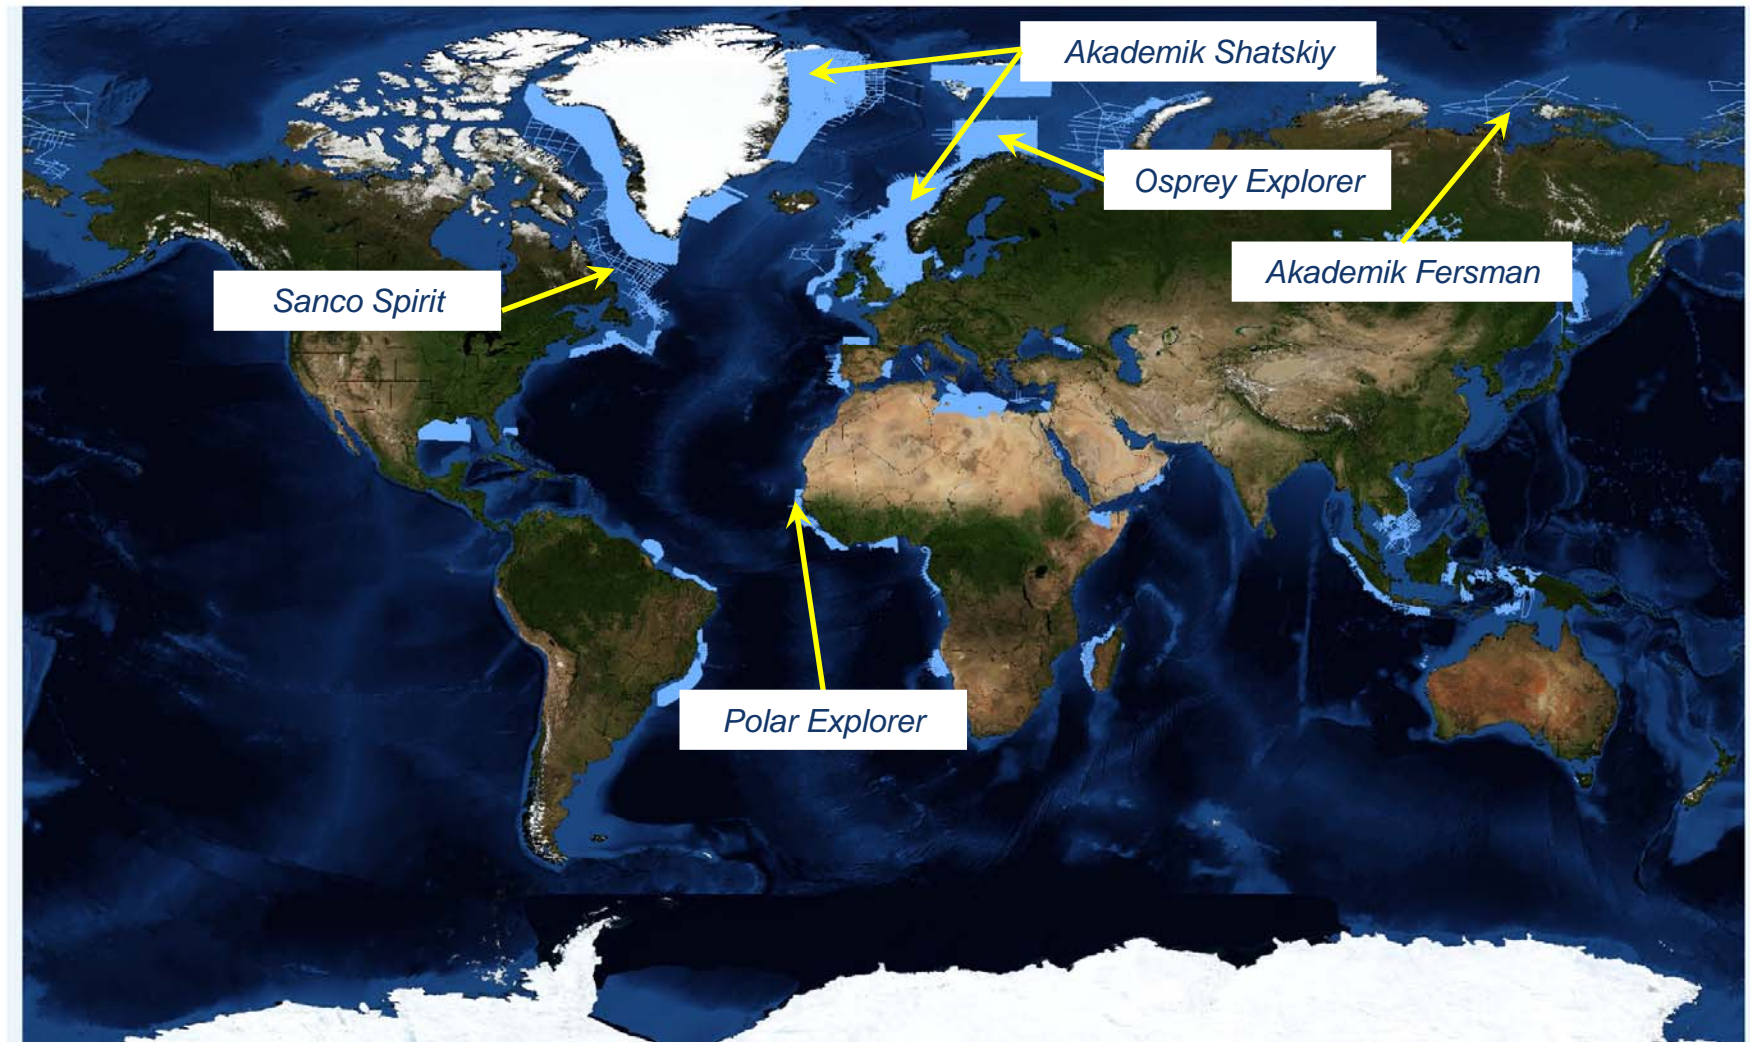 Akademik Shatskiy
Osprey Explorer
Akademik Fersman
Sanco Spirit
Polar Explorer